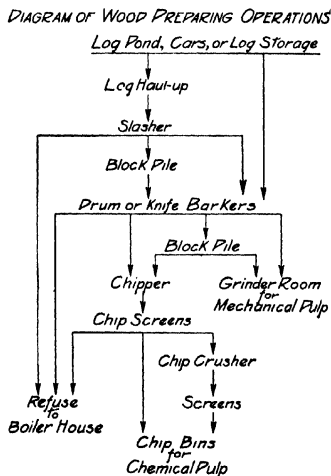 DIAGRAM OF WOOD PREPARING OPERATIONS
Log Pond, Cars, or Log Storage
Log Haul-up
Slasher
Block Pile
Drum or Knife Barkers
Block Pile
Chipper
Grinder Room
for
Mechanical Pulp
Chip Screens
Chip Crusher
Refuse
to
Boiler House
Screens
Chip Bins
for
Chemical Pulp